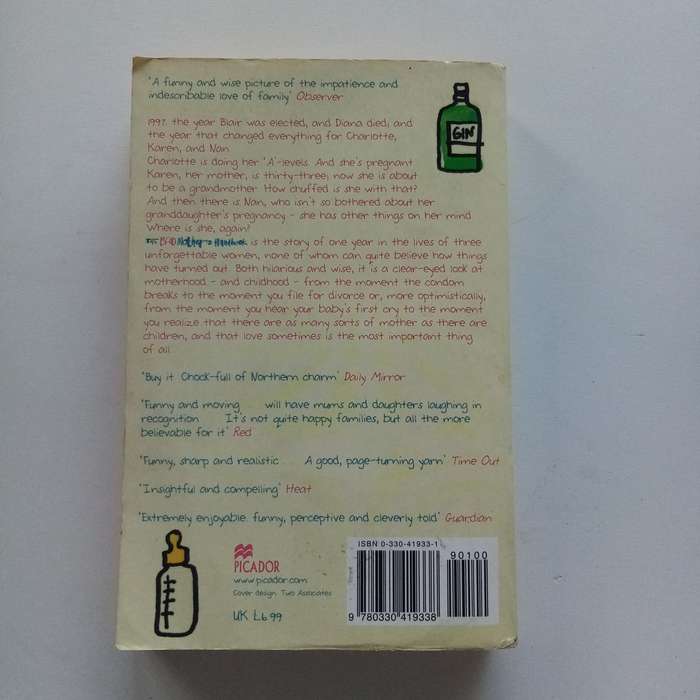 'A funny and wise picture of the impatience and
indescribable love of family' Observer
GIN
1997. the year Blair was elected, and Diana died; and
the year that changed everything for Charlotte,
Karen, and Nan.
Charlotte is doing her 'A'-levels. And she's pregnant.
Karen, her mother, is thirty-three; now she is about
to be a grandmother. How chuffed is she with that?
And then there is Nan, who isn't so bothered about her
granddaughter's pregnancy - she has other things on her mind.
Where is she, again?
THE BAD Mother's Handbook is the story of one year in the lives of three
unforgettable women, none of whom can quite believe how things
have turned out. Both hilarious and wise, it is a clear-eyed look at
motherhood - and childhood - from the moment the condom
breaks to the moment you file for divorce or, more optimistically,
from the moment you hear your baby's first cry to the moment
you realize that there are as many sorts of mother as there are
children, and that love sometimes is the most important thing
of all.
'Buy it. Chock-full of Northern charm' Daily Mirror
'Funny and moving ... will have mums and daughters laughing in
recognition ... It's not quite happy families, but all the more
believable for it' Red
'Funny, sharp and realistic ... A good, page-turning yarn' Time Out
'Insightful and compelling' Heat
'Extremely enjoyable: funny, perceptive and cleverly told' Guardian
PICADOR
www.picador.com
Cover design: Two Associates
UK £6.99
ISBN 0-330-41933-1
90100
9 780330 419338